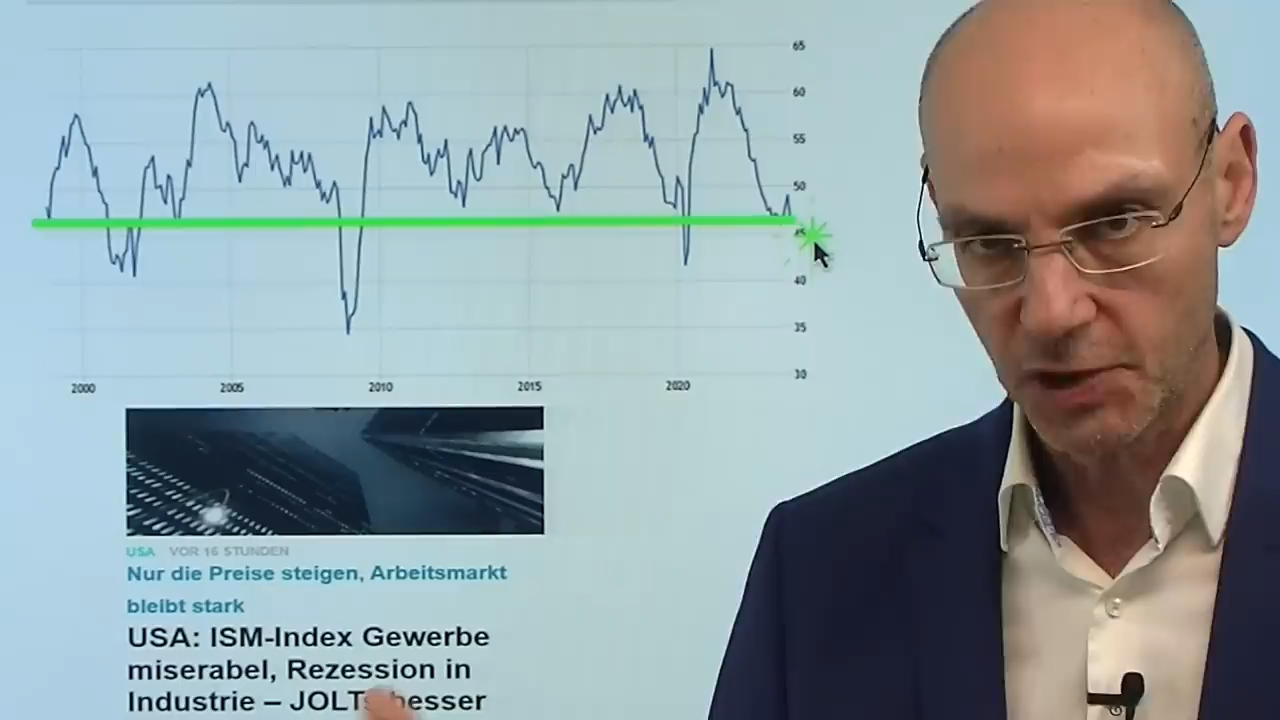 65
60
55
50
45
40
35
30
2000 2005 2010 2015 2020
USA VOR 16 STUNDEN
Nur die Preise steigen, Arbeitsmarkt
bleibt stark
USA: ISM-Index Gewerbe
miserabel, Rezession in
Industrie – JOLTs besser